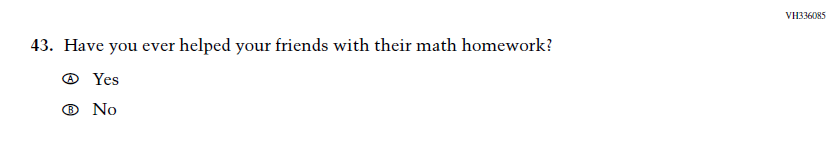 VH336085
43. Have you ever helped your friends with their math homework?
Ⓐ Yes
Ⓑ No